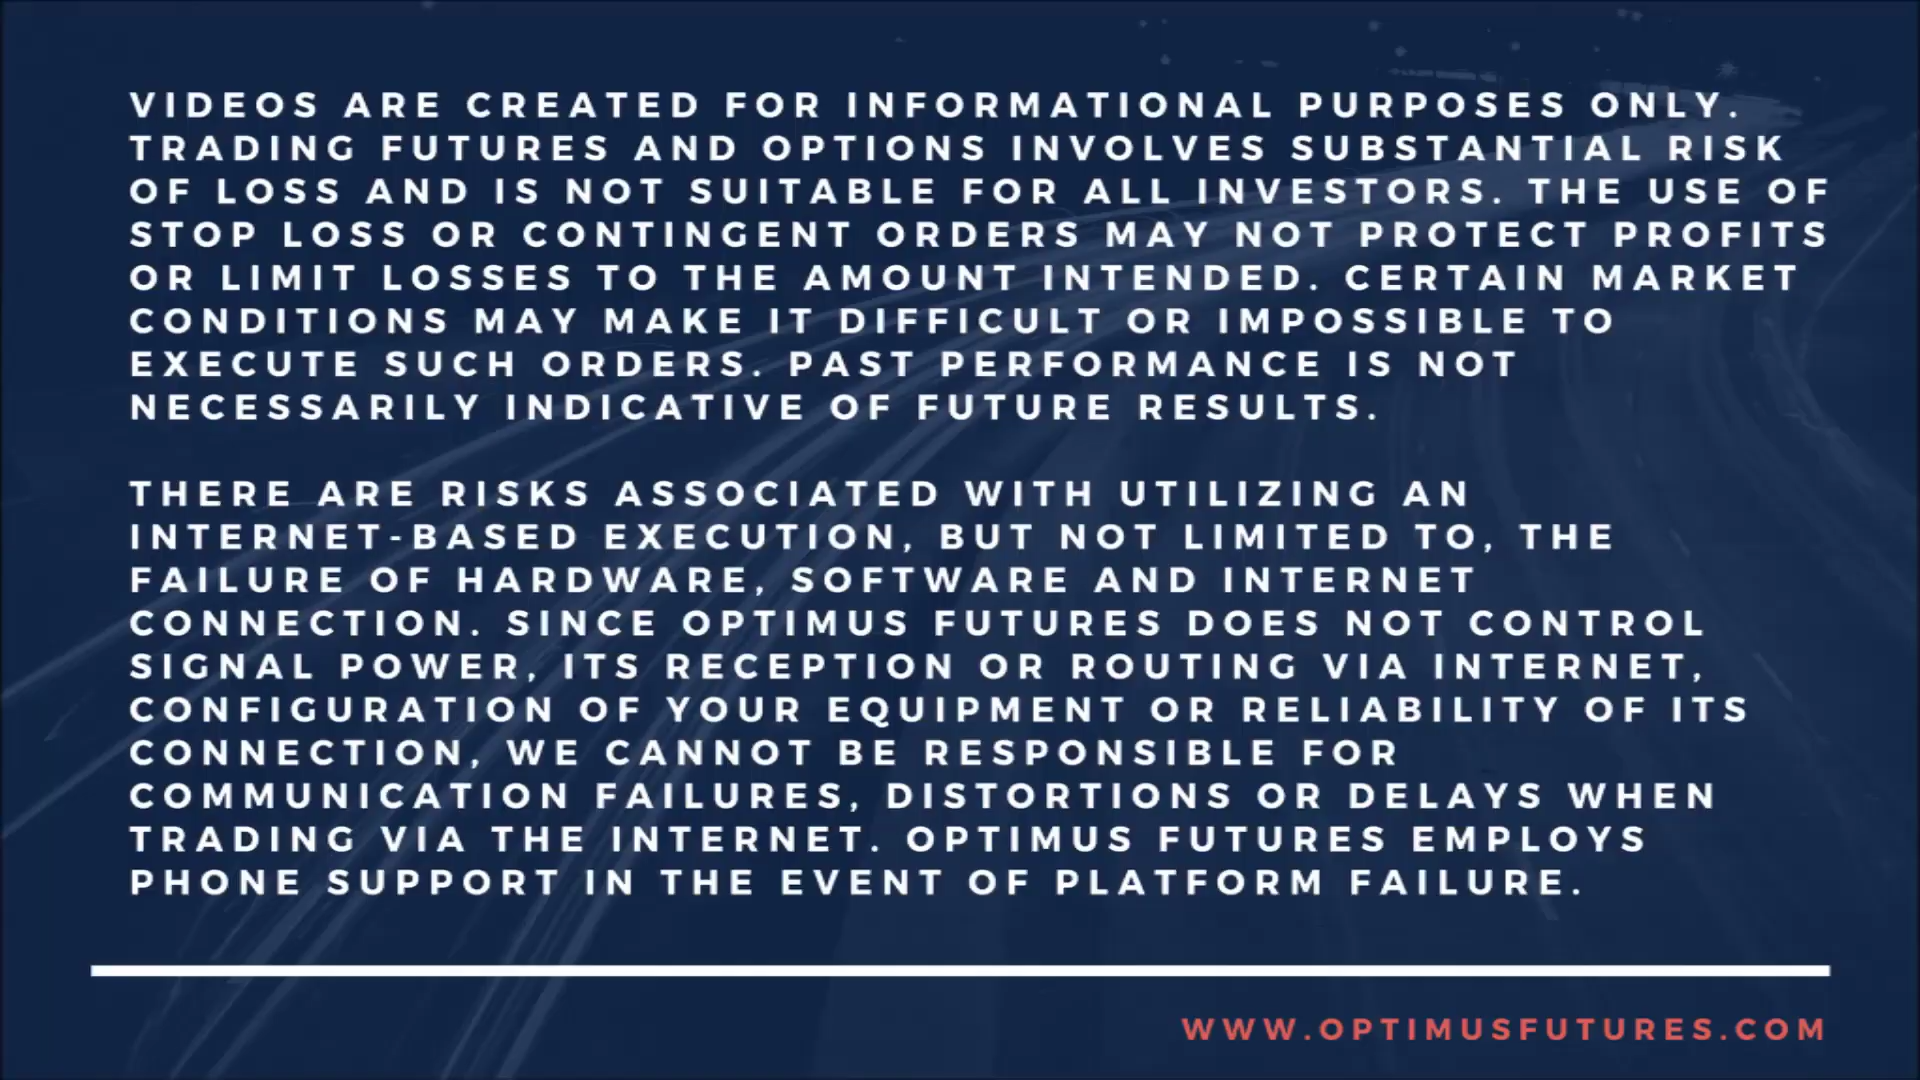 VIDEOS ARE CREATED FOR INFORMATIONAL PURPOSES ONLY.
TRADING FUTURES AND OPTIONS INVOLVES SUBSTANTIAL RISK
OF LOSS AND IS NOT SUITABLE FOR ALL INVESTORS. THE USE OF
STOP LOSS OR CONTINGENT ORDERS MAY NOT PROTECT PROFITS
OR LIMIT LOSSES TO THE AMOUNT INTENDED. CERTAIN MARKET
CONDITIONS MAY MAKE IT DIFFICULT OR IMPOSSIBLE TO
EXECUTE SUCH ORDERS. PAST PERFORMANCE IS NOT
NECESSARILY INDICATIVE OF FUTURE RESULTS.
THERE ARE RISKS ASSOCIATED WITH UTILIZING AN
INTERNET-BASED EXECUTION, BUT NOT LIMITED TO, THE
FAILURE OF HARDWARE, SOFTWARE AND INTERNET
CONNECTION. SINCE OPTIMUS FUTURES DOES NOT CONTROL
SIGNAL POWER, ITS RECEPTION OR ROUTING VIA INTERNET,
CONFIGURATION OF YOUR EQUIPMENT OR RELIABILITY OF ITS
CONNECTION, WE CANNOT BE RESPONSIBLE FOR
COMMUNICATION FAILURES, DISTORTIONS OR DELAYS WHEN
TRADING VIA THE INTERNET. OPTIMUS FUTURES EMPLOYS
PHONE SUPPORT IN THE EVENT OF PLATFORM FAILURE.
WWW.OPTIMUSFUTURES.COM